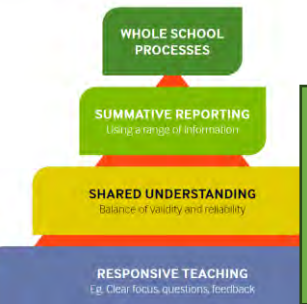 WHOLE SCHOOL
PROCESSES
SUMMATIVE REPORTING
Using a range of information
SHARED UNDERSTANDING
Balance of validity and reliability
RESPONSIVE TEACHING
Eg. Clear focus, questions, feedback